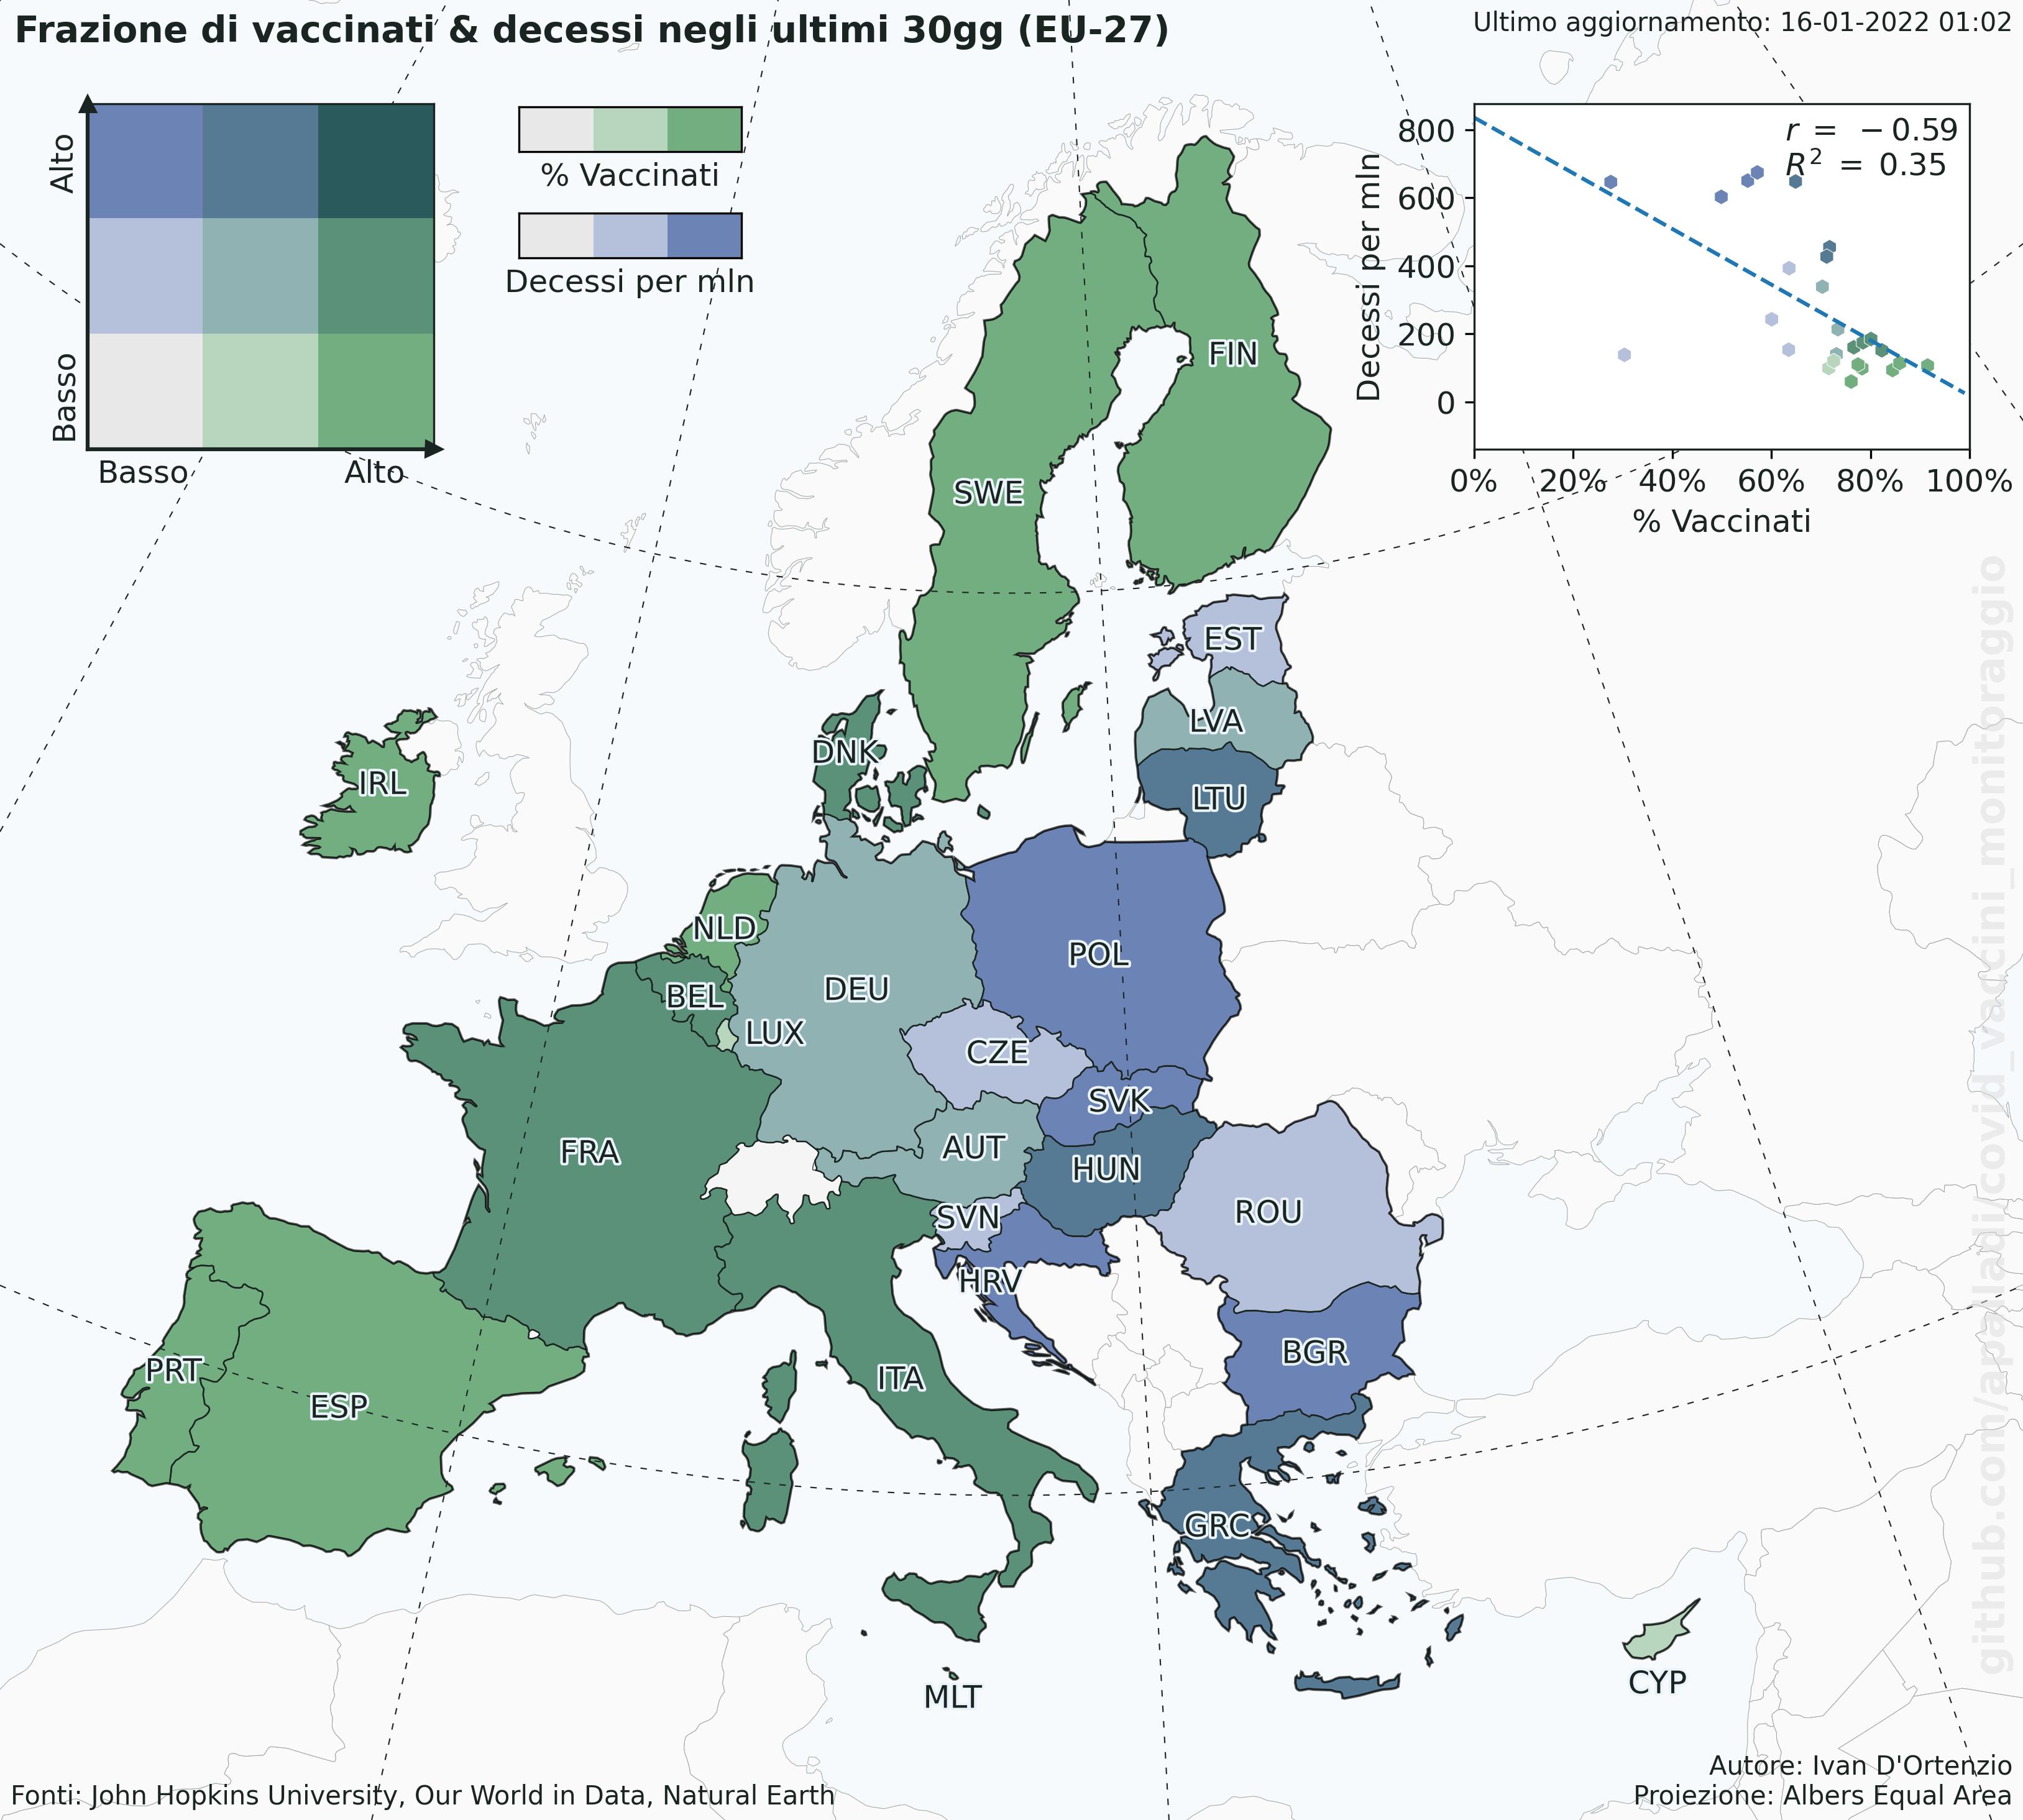 Frazione di vaccinati & decessi negli ultimi 30gg (EU-27)
Ultimo aggiornamento: 16-01-2022 01:02
Alto
Basso
Basso
Alto
% Vaccinati
Decessi per mln
r = −0.59
R² = 0.35
Decessi per mln
800
600
400
200
0
0%
20%
40%
60%
80%
100%
% Vaccinati
FIN
SWE
EST
LVA
LTU
DNK
IRL
NLD
POL
DEU
BEL
LUX
CZE
SVK
AUT
HUN
FRA
ROU
SVN
HRV
BGR
PRT
ESP
ITA
GRC
MLT
CYP
github.com/apalladi/covid_vaccini_monitoraggio
Autore: Ivan D'Ortenzio
Fonti: John Hopkins University, Our World in Data, Natural Earth
Proiezione: Albers Equal Area